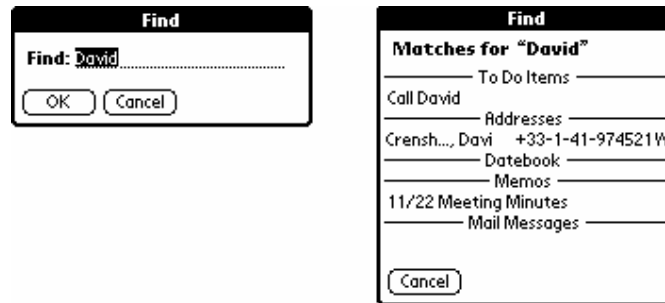 Find
Find: David
OK Cancel
Find
Matches for “David”
To Do Items
Call David
Addresses
Crensh..., Davi +33-1-41-974521W
Datebook
Memos
11/22 Meeting Minutes
Mail Messages
Cancel